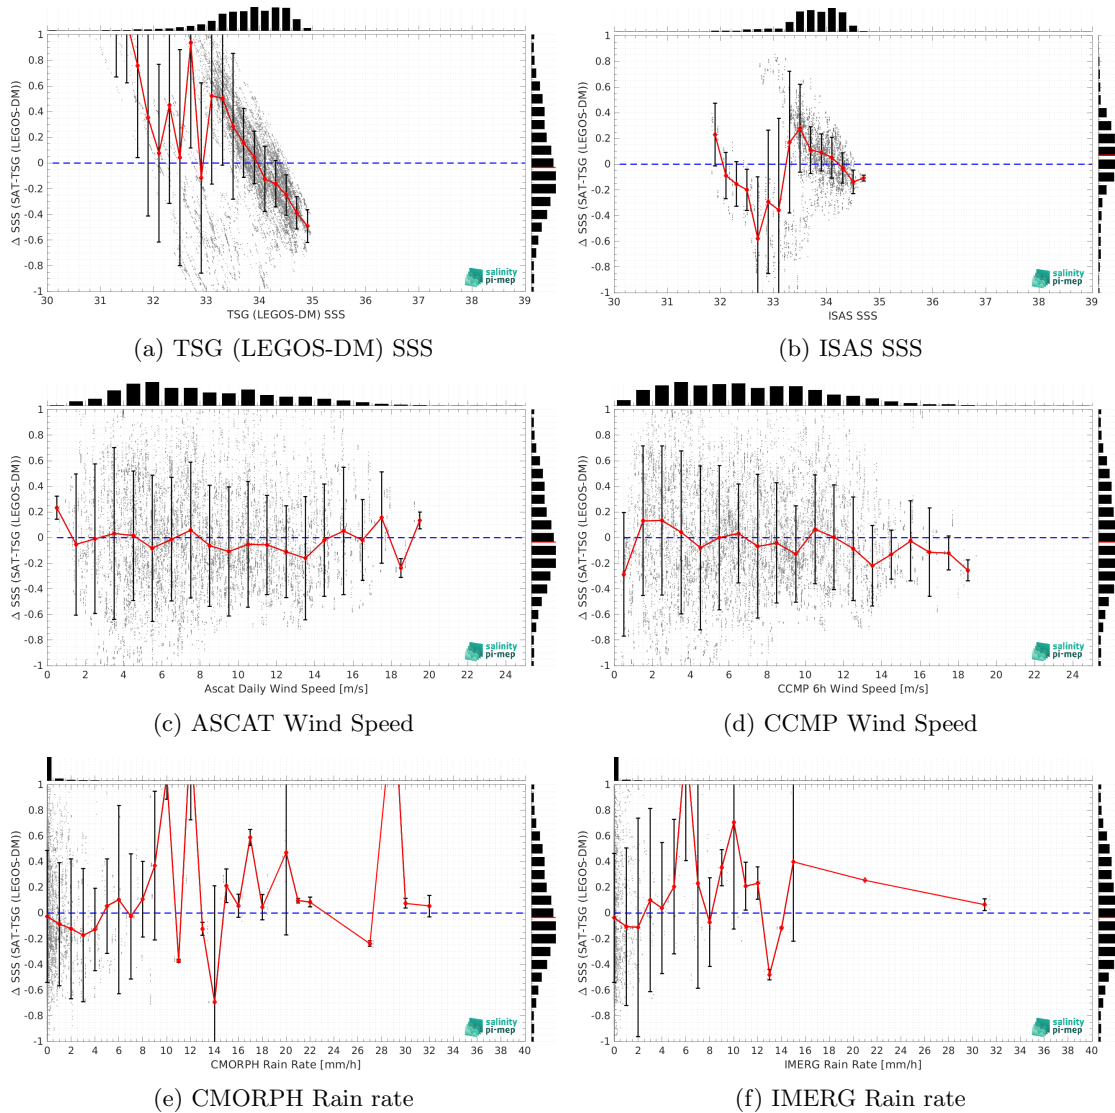 Δ SSS (SAT-TSG (LEGOS-DM))
1
0.8
0.6
0.4
0.2
0
-0.2
-0.4
-0.6
-0.8
-1
30 31 32 33 34 35 36 37 38 39
TSG (LEGOS-DM) SSS
salinity
pi-mep
(a) TSG (LEGOS-DM) SSS
Δ SSS (SAT-TSG (LEGOS-DM))
1
0.8
0.6
0.4
0.2
0
-0.2
-0.4
-0.6
-0.8
-1
30 31 32 33 34 35 36 37 38 39
ISAS SSS
salinity
pi-mep
(b) ISAS SSS
Δ SSS (SAT-TSG (LEGOS-DM))
1
0.8
0.6
0.4
0.2
0
-0.2
-0.4
-0.6
-0.8
-1
0 2 4 6 8 10 12 14 16 18 20 22 24
Ascat Daily Wind Speed [m/s]
salinity
pi-mep
(c) ASCAT Wind Speed
Δ SSS (SAT-TSG (LEGOS-DM))
1
0.8
0.6
0.4
0.2
0
-0.2
-0.4
-0.6
-0.8
-1
0 2 4 6 8 10 12 14 16 18 20 22 24
CCMP 6h Wind Speed [m/s]
salinity
pi-mep
(d) CCMP Wind Speed
Δ SSS (SAT-TSG (LEGOS-DM))
1
0.8
0.6
0.4
0.2
0
-0.2
-0.4
-0.6
-0.8
-1
0 2 4 6 8 10 12 14 16 18 20 22 24 26 28 30 32 34 36 38 40
CMORPH Rain Rate [mm/h]
salinity
pi-mep
(e) CMORPH Rain rate
Δ SSS (SAT-TSG (LEGOS-DM))
1
0.8
0.6
0.4
0.2
0
-0.2
-0.4
-0.6
-0.8
-1
0 2 4 6 8 10 12 14 16 18 20 22 24 26 28 30 32 34 36 38 40
IMERG Rain Rate [mm/h]
salinity
pi-mep
(f) IMERG Rain rate